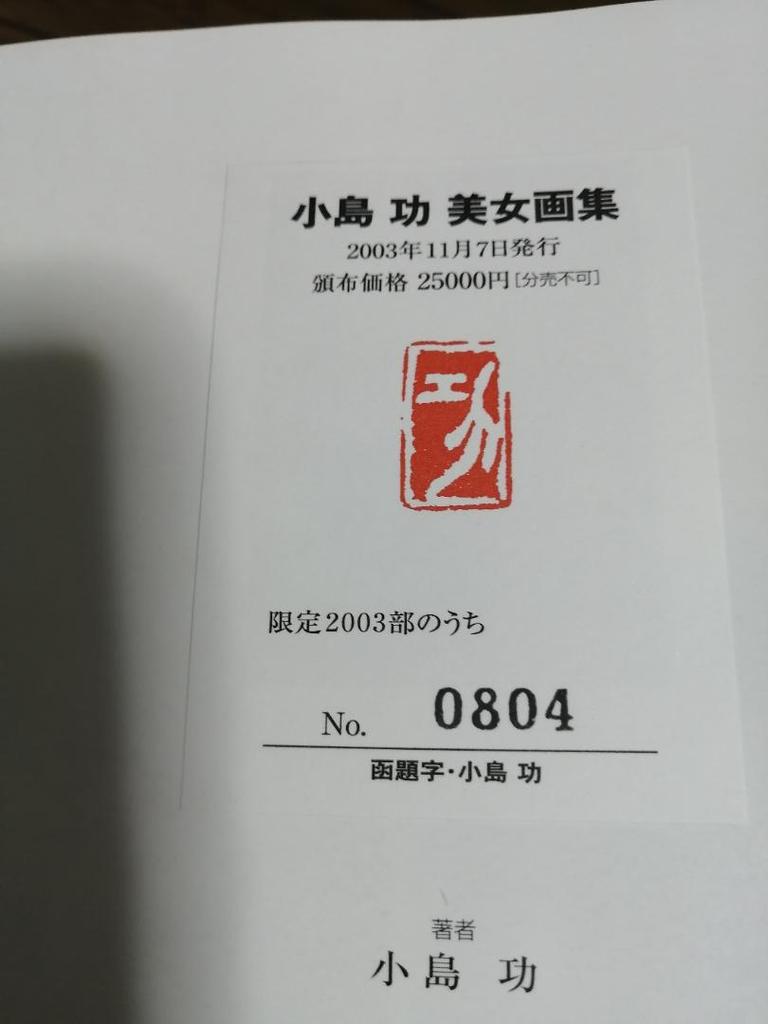 小島 功 美女画集
2003年11月7日発行
頒布価格 25000円[分売不可]
功
限定2003部のうち
No. 0804
函題字・小島 功
著者
小島 功